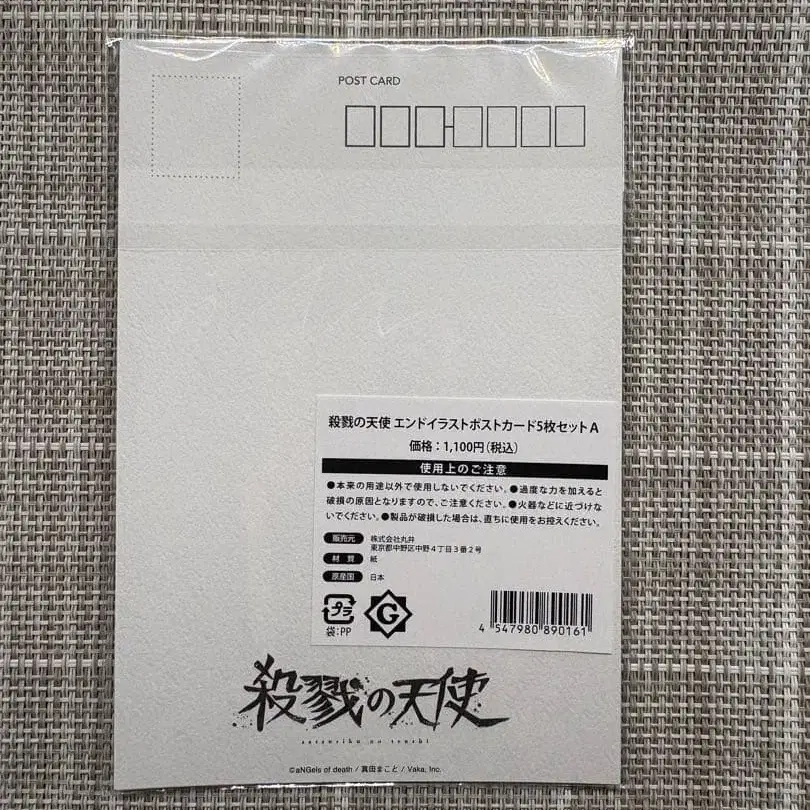 POST CARD
殺戮の天使 エンドイラストポストカード5枚セットA
価格：1,100円（税込）
使用上のご注意
●本来の用途以外で使用しないでください。●過度な力を加えると
破損の原因となりますので、ご注意ください。●火器などに近づけな
いでください。●製品が破損した場合は、直ちに使用をお控えください。
販売元 株式会社丸井
東京都中野区中野4丁目3番2号
材 質 紙
原産国 日本
プラ
袋:PP
G
4 547980 890161
殺戮の天使
satsuriku no tenshi
©aNGels of death / 真田まこと / Vaka, Inc.